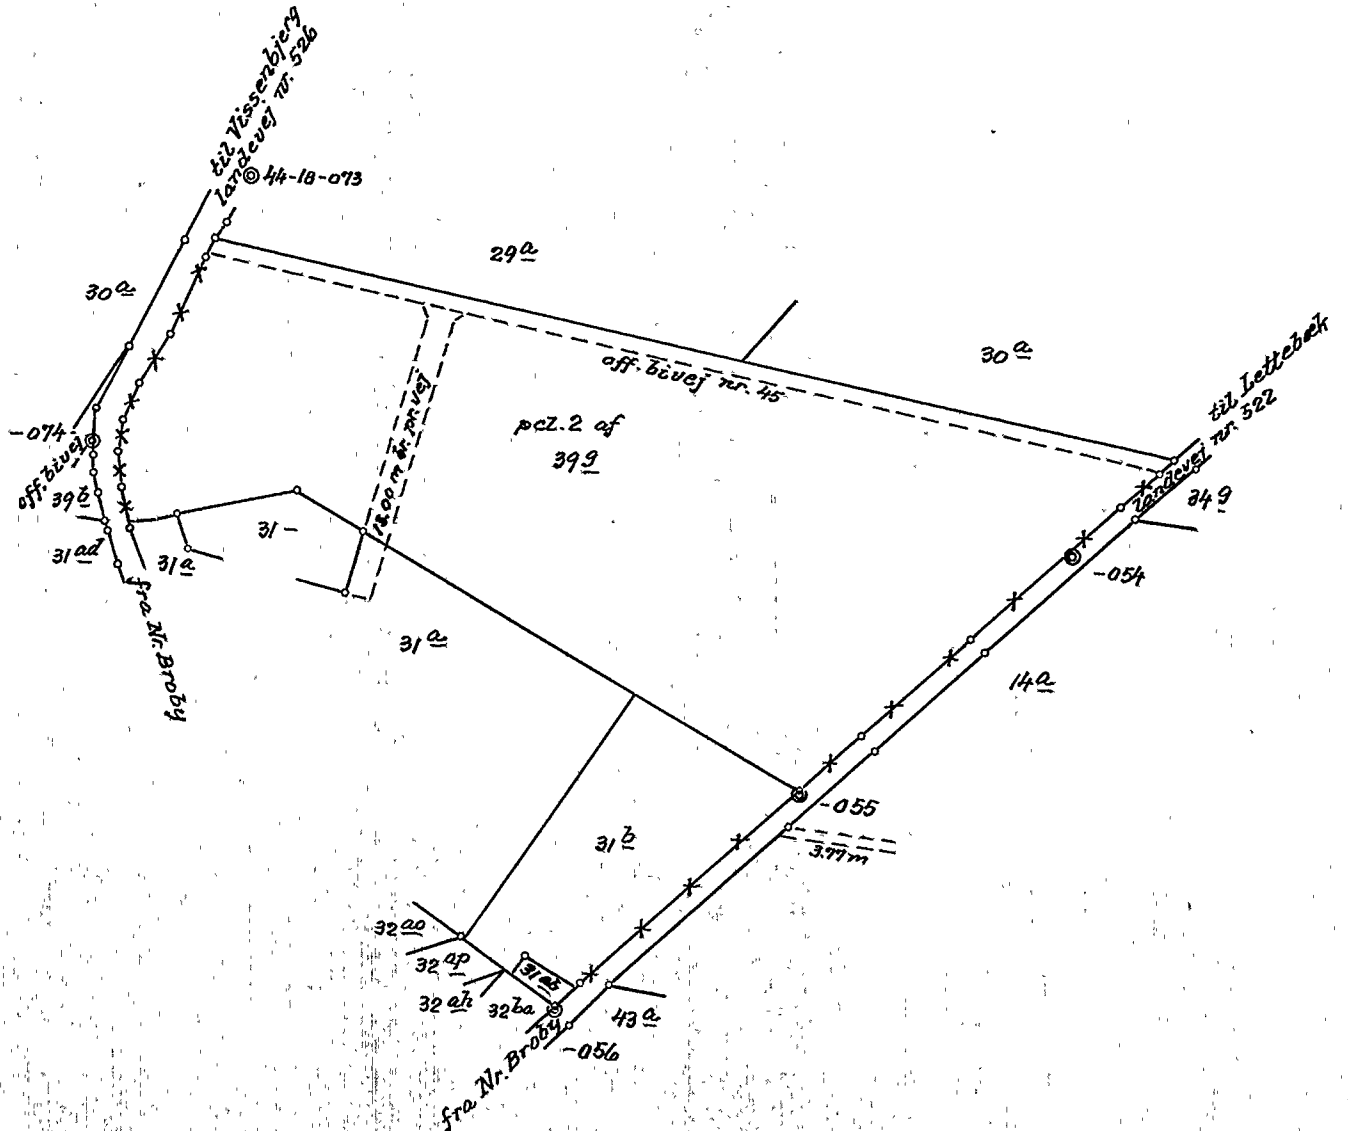 til Vissenbjerg
landevej nr. 526
44-18-073
29a
30a
30a
off. bivej nr. 45
til Lettebæk
landevej nr. 522
pcl. 2 af
39g
-074
off. bivej
39b
31ad
31a
31-
13.00 m br. pr. vej
34g
-054
fra Nr. Broby
31a
14a
-055
3.77m
31b
32ao
32ap
31ab
32ah
32ba
43a
-056
fra Nr. Broby